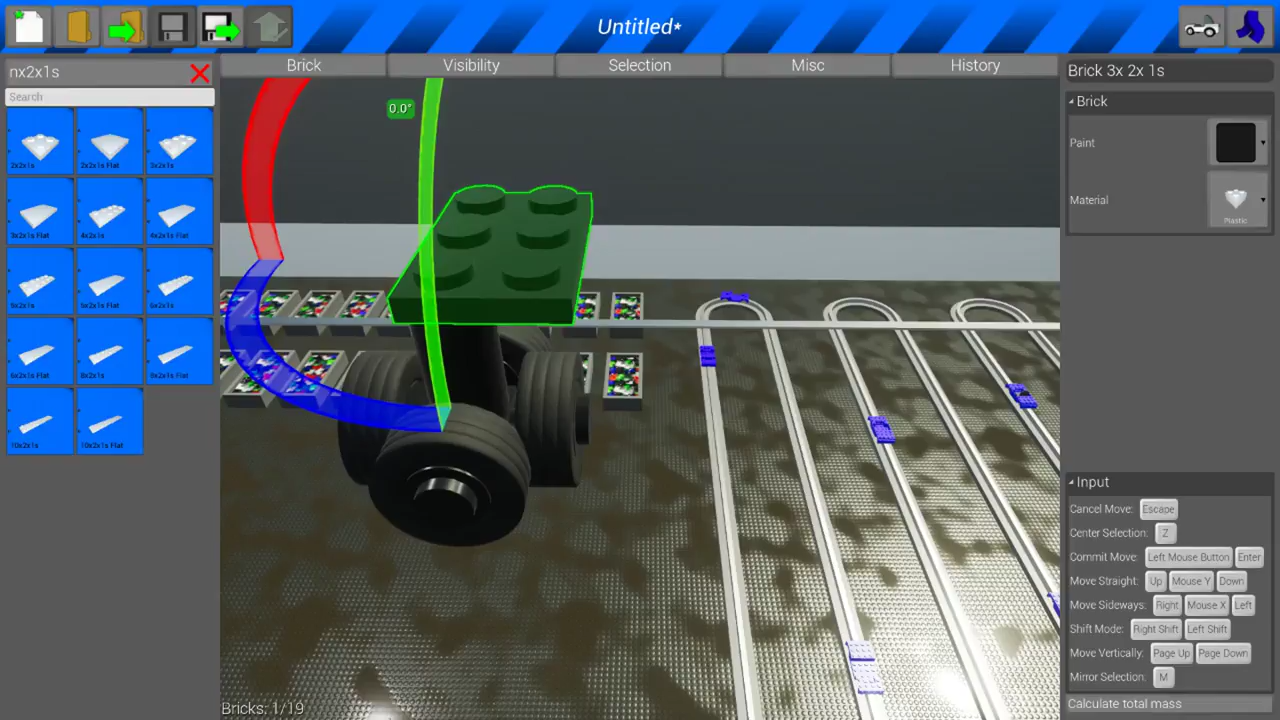 Untitled*
nx2x1s
Search
2x2x1s
2x2x1s Flat
3x2x1s
3x2x1s Flat
4x2x1s
4x2x1s Flat
5x2x1s
5x2x1s Flat
6x2x1s
6x2x1s Flat
8x2x1s
8x2x1s Flat
10x2x1s
10x2x1s Flat
Brick
Visibility
Selection
Misc
History
0.0°
Bricks: 1/19
Brick 3x 2x 1s
Brick
Paint
Material
Plastic
Input
Cancel Move: Escape
Center Selection: Z
Commit Move: Left Mouse Button Enter
Move Straight: Up Mouse Y Down
Move Sideways: Right Mouse X Left
Shift Mode: Right Shift Left Shift
Move Vertically: Page Up Page Down
Mirror Selection: M
Calculate total mass